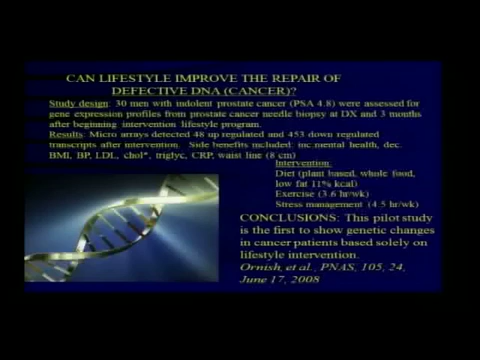 CAN LIFESTYLE IMPROVE THE REPAIR OF
DEFECTIVE DNA (CANCER)?
Study design: 30 men with indolent prostate cancer (PSA 4.8) were assessed for
gene expression profiles from prostate cancer needle biopsy at DX and 3 months
after beginning intervention lifestyle program.
Results: Micro arrays detected 48 up regulated and 453 down regulated
transcripts after intervention. Side benefits included: inc mental health, dec.
BMI, BP, LDL, chol*, triglyc, CRP, waist line (8 cm)
Intervention:
Diet (plant based, whole food,
low fat 11% kcal)
Exercise (3.6 hr/wk)
Stress management (4.5 hr/wk)
CONCLUSIONS: This pilot study
is the first to show genetic changes
in cancer patients based solely on
lifestyle intervention.
Ornish, et al., PNAS, 105, 24,
June 17, 2008